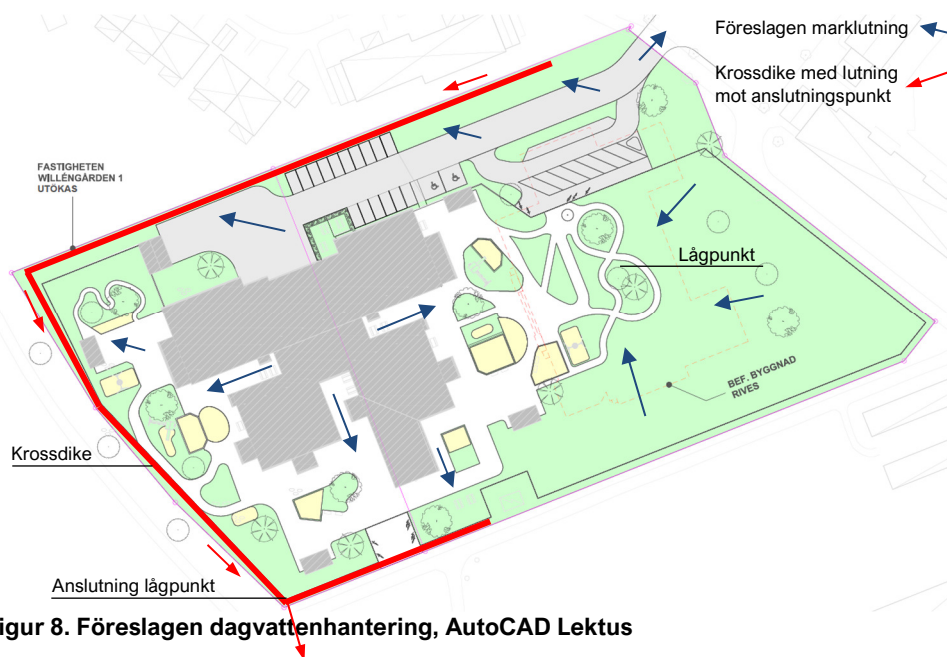 Föreslagen marklutning
Krossdike med lutning
mot anslutningspunkt
FASTIGHETEN
WILLÉNGÅRDEN 1
UTÖKAS
Lågpunkt
BEF. BYGGNAD
RIVES
Krossdike
Anslutning lågpunkt
igur 8. Föreslagen dagvattenhantering, AutoCAD Lektus